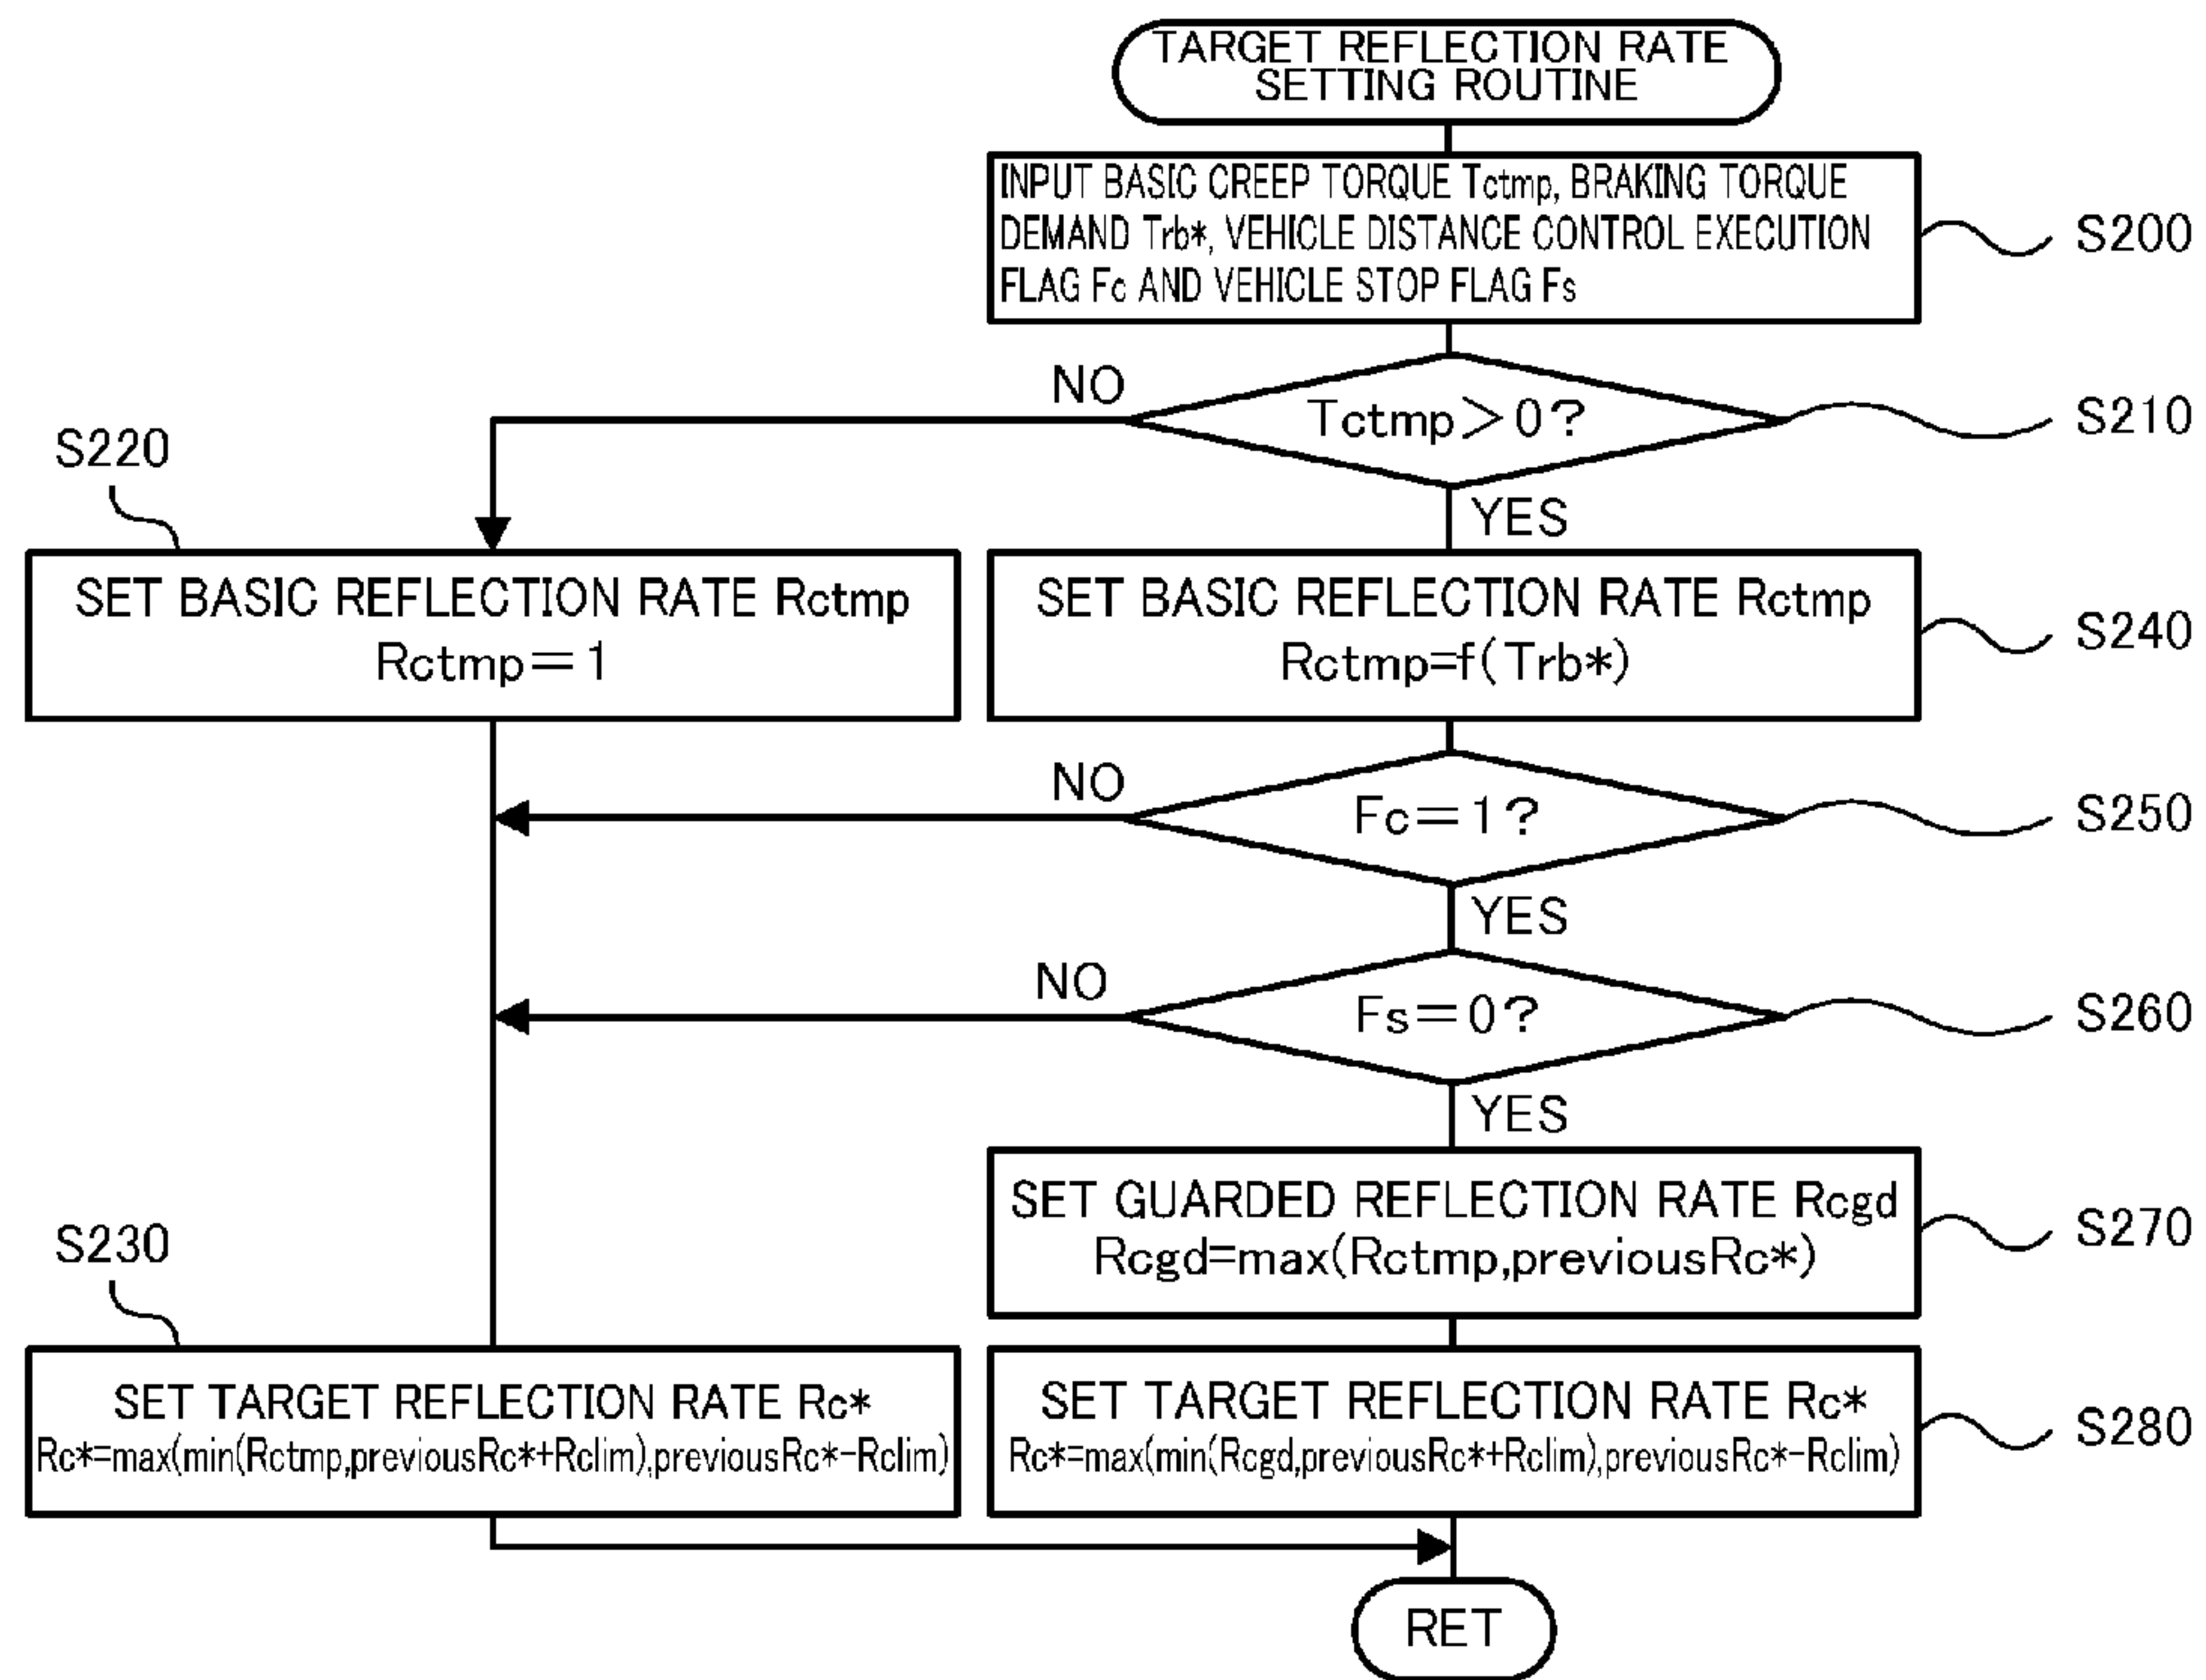 TARGET REFLECTION RATE
SETTING ROUTINE
INPUT BASIC CREEP TORQUE Tctmp, BRAKING TORQUE
DEMAND Trb*, VEHICLE DISTANCE CONTROL EXECUTION
FLAG Fc AND VEHICLE STOP FLAG Fs
S200
NO
Tctmp>0?
S210
S220
YES
SET BASIC REFLECTION RATE Rctmp
Rctmp=1
SET BASIC REFLECTION RATE Rctmp
Rctmp=f(Trb*)
S240
NO
Fc=1?
S250
YES
NO
Fs=0?
S260
YES
SET GUARDED REFLECTION RATE Rcgd
Rcgd=max(Rctmp,previousRc*)
S270
S230
SET TARGET REFLECTION RATE Rc*
Rc*=max(min(Rctmp,previousRc*+Rclim),previousRc*-Rclim)
SET TARGET REFLECTION RATE Rc*
Rc*=max(min(Rcgd,previousRc*+Rclim),previousRc*-Rclim)
S280
RET